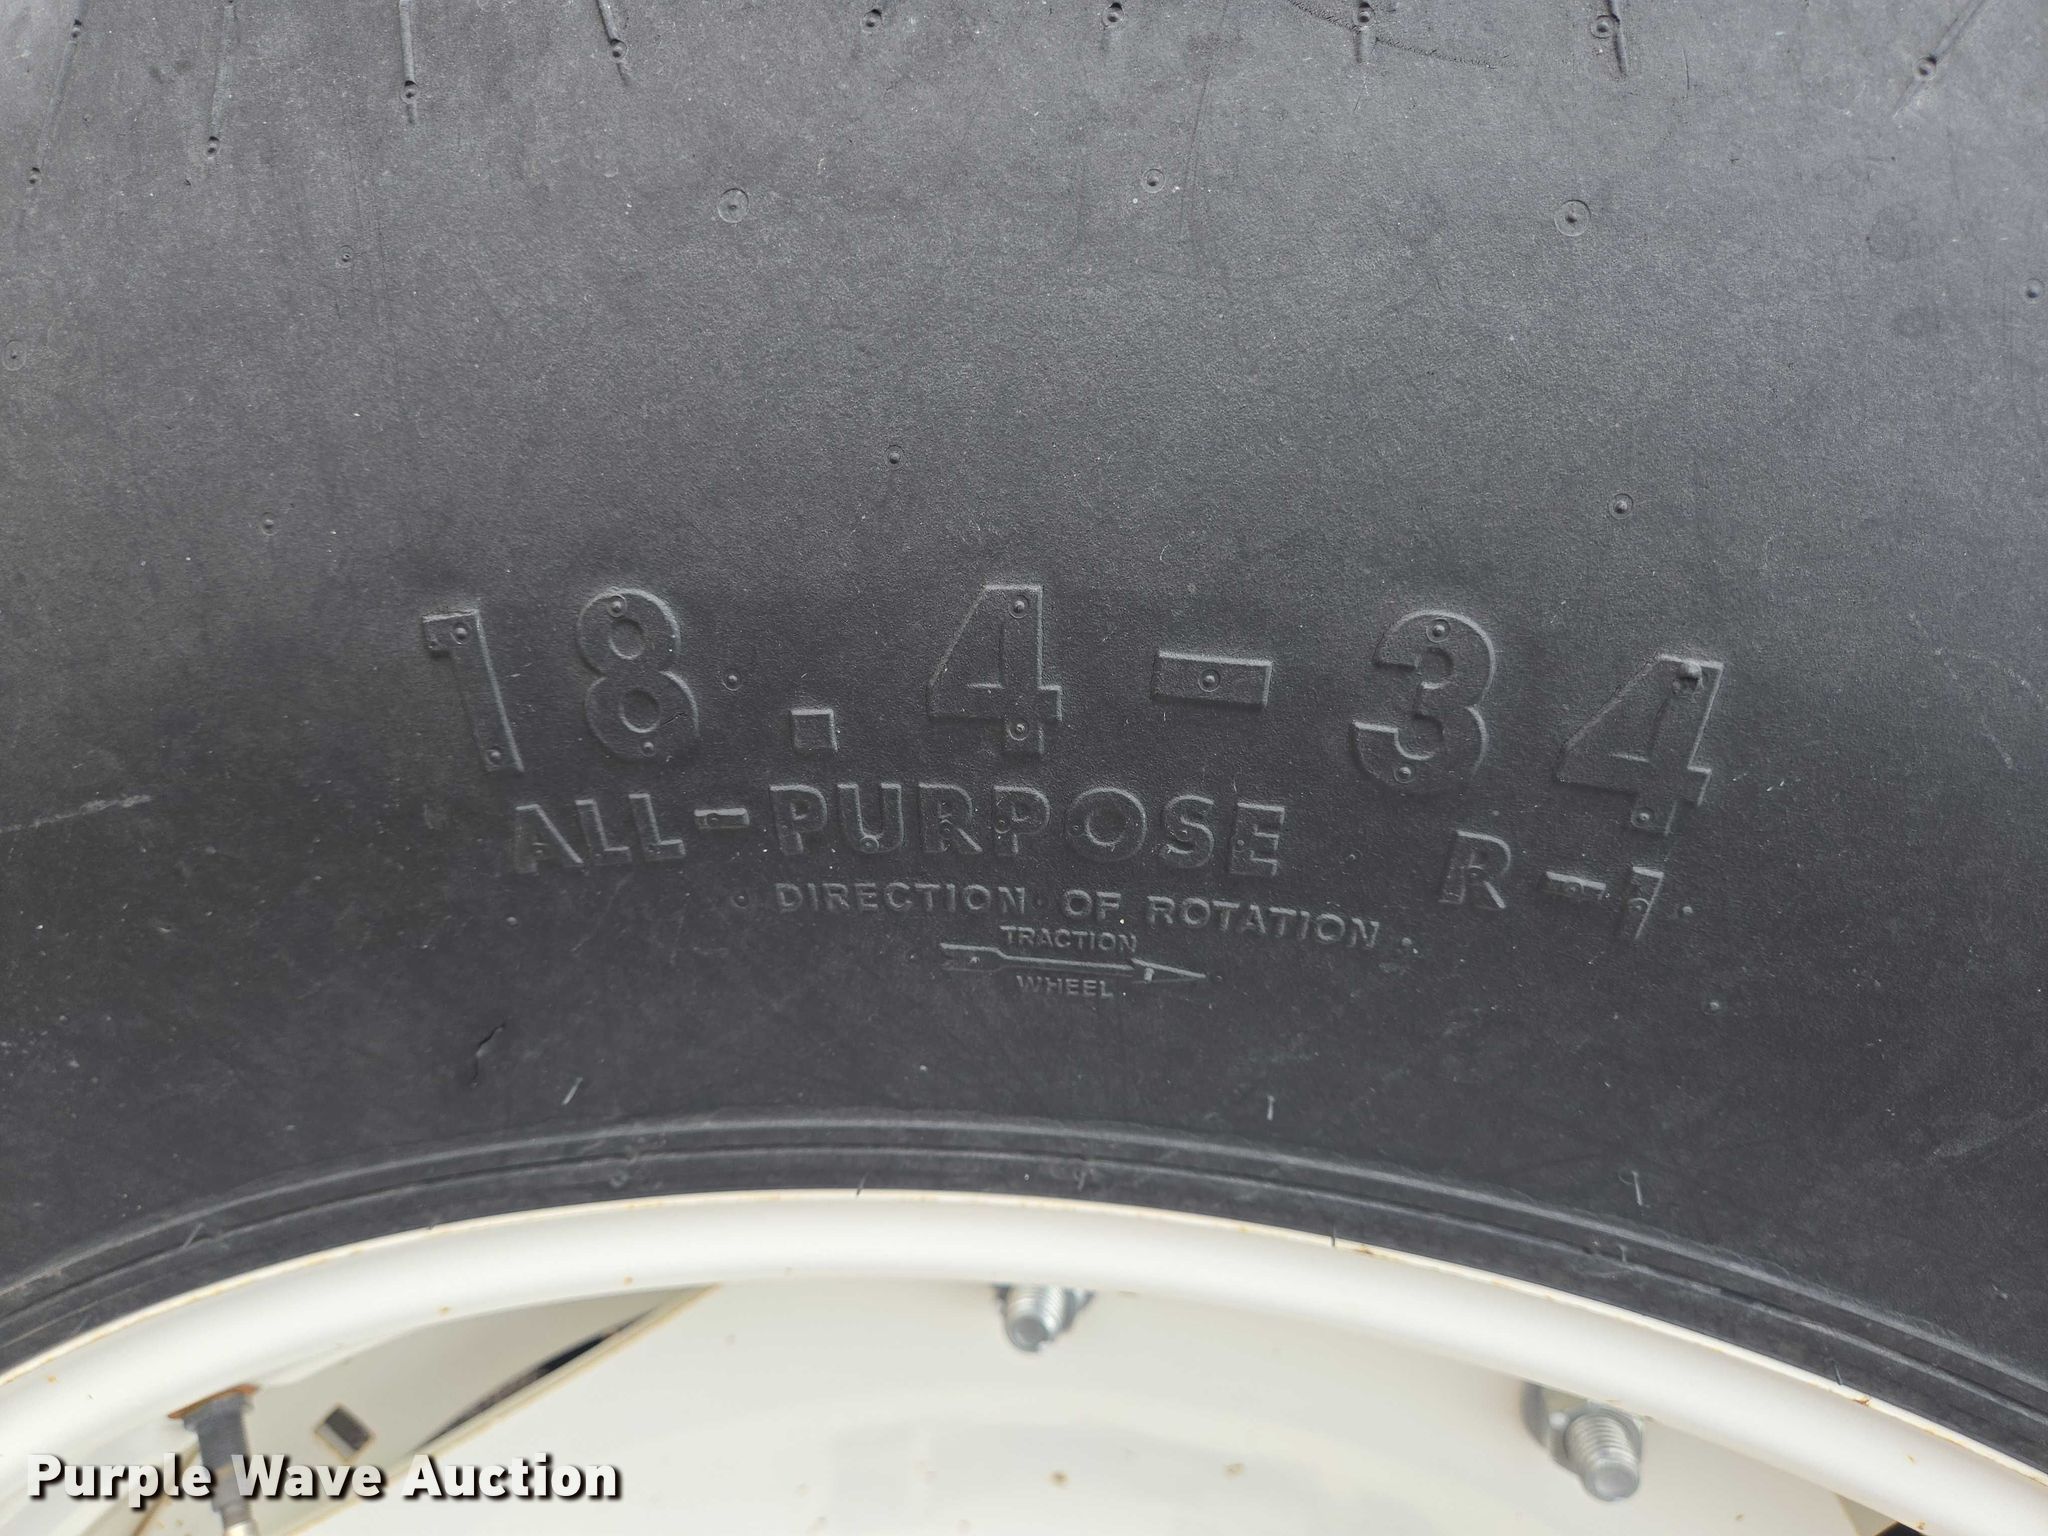 18.4-34
ALL-PURPOSE R-1
DIRECTION OF ROTATION
TRACTION
WHEEL
Purple Wave Auction